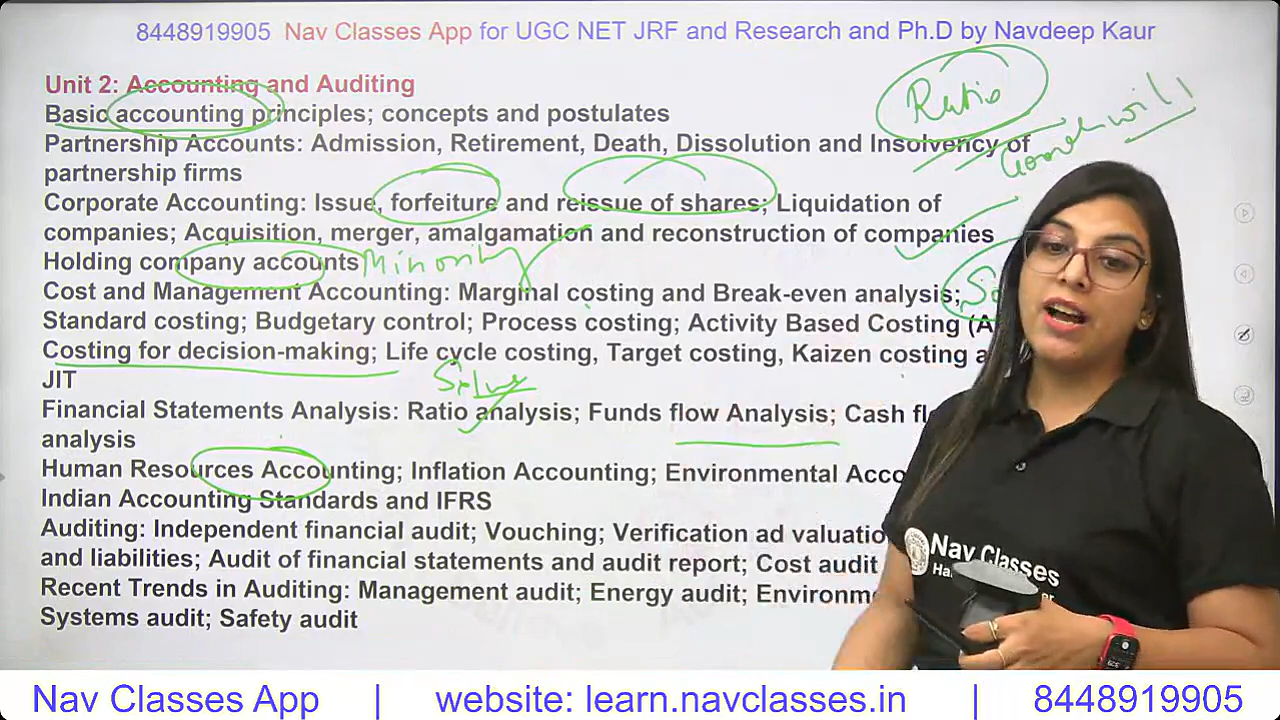 8448919905 Nav Classes App for UGC NET JRF and Research and Ph.D by Navdeep Kaur
Unit 2: Accounting and Auditing
Ratio
Basic accounting principles; concepts and postulates
Goodwill
Partnership Accounts: Admission, Retirement, Death, Dissolution and Insolvency of
partnership firms
Corporate Accounting: Issue, forfeiture and reissue of shares; Liquidation of
companies; Acquisition, merger, amalgamation and reconstruction of companies
Holding company accounts Minority
Cost and Management Accounting: Marginal costing and Break-even analysis;
Standard costing; Budgetary control; Process costing; Activity Based Costing (A
Costing for decision-making; Life cycle costing, Target costing, Kaizen costing a
JIT
Financial Statements Analysis: Ratio analysis; Funds flow Analysis; Cash fl
analysis
Human Resources Accounting; Inflation Accounting; Environmental Acco
Indian Accounting Standards and IFRS
Auditing: Independent financial audit; Vouching; Verification ad valuatio
and liabilities; Audit of financial statements and audit report; Cost audit
Recent Trends in Auditing: Management audit; Energy audit; Environm
Systems audit; Safety audit
Nav Classes
Nav Classes App | website: learn.navclasses.in | 8448919905